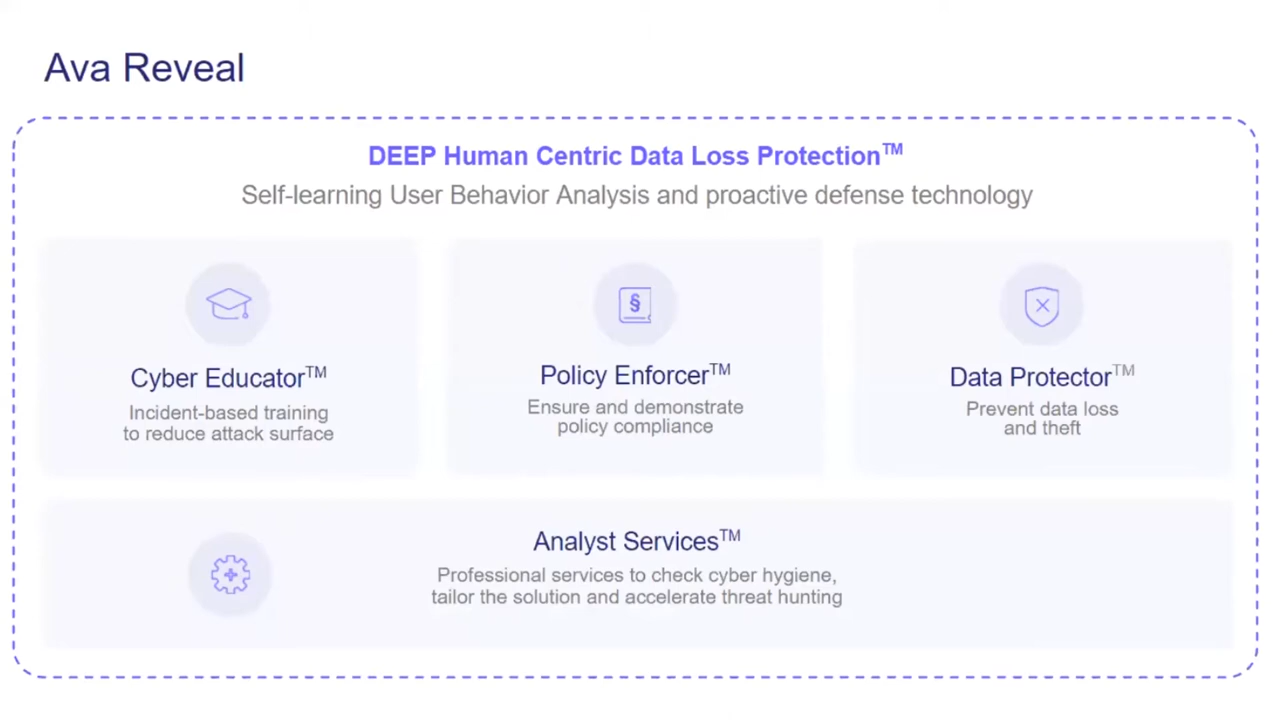 Ava Reveal
DEEP Human Centric Data Loss Protection™
Self-learning User Behavior Analysis and proactive defense technology
§
Cyber Educator™
Incident-based training
to reduce attack surface
Policy Enforcer™
Ensure and demonstrate
policy compliance
Data Protector™
Prevent data loss
and theft
Analyst Services™
Professional services to check cyber hygiene,
tailor the solution and accelerate threat hunting